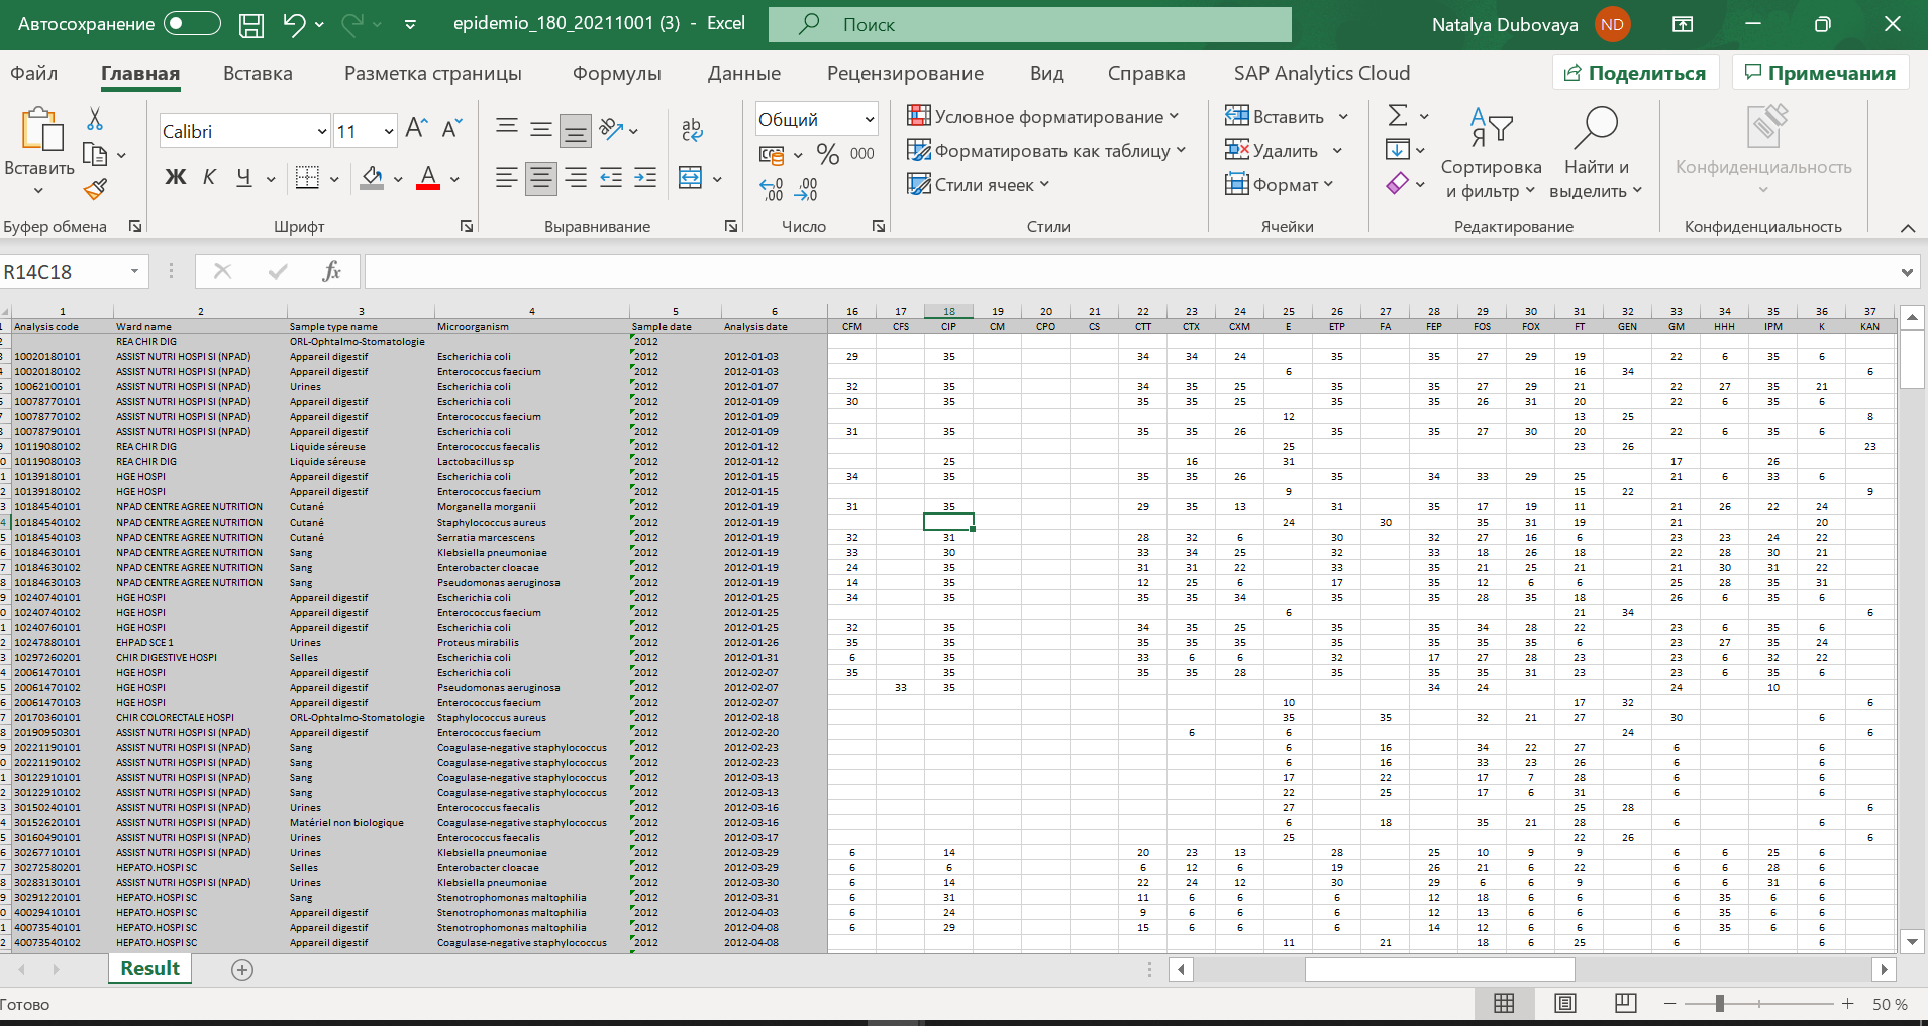 Автосохранение epidemio_180_20211001 (3) - Excel Поиск Natalya Dubovaya ND
Файл Главная Вставка Разметка страницы Формулы Данные Рецензирование Вид Справка SAP Analytics Cloud Поделиться Примечания
Calibri 11 Общий Условное форматирование Вставить
Вставить % 000 Форматировать как таблицу Удалить Сортировка и фильтр Найти и выделить Конфиденциальность
Ж К Ч А Стили ячеек Формат
Буфер обмена Шрифт Выравнивание Число Стили Ячейки Редактирование Конфиденциальность
R14C18 fx
1 2 3 4 5 6 16 17 18 19 20 21 22 23 24 25 26 27 28 29 30 31 32 33 34 35 36 37
Analysis code Ward name Sample type name Microorganism Sample date Analysis date CFM CFS CIP CM CPO CS CTT CTX CXM E ETP FA FEP FOS FOX FT GEN GM HHH IPM K KAN
REA CHIR DIG ORL-Ophtalmo-Stomatologie 2012
10020180101 ASSIST NUTRI HOSPI SI (NPAD) Appareil digestif Escherichia coli 2012 2012-01-03 29 35 34 34 24 35 35 27 29 19 22 6 35 6
10020180102 ASSIST NUTRI HOSPI SI (NPAD) Appareil digestif Enterococcus faecium 2012 2012-01-03 6 16 34 6
10062100101 ASSIST NUTRI HOSPI SI (NPAD) Urines Escherichia coli 2012 2012-01-07 32 35 34 35 25 35 35 27 29 21 22 27 35 21
10078770101 ASSIST NUTRI HOSPI SI (NPAD) Appareil digestif Escherichia coli 2012 2012-01-09 30 35 35 35 25 35 35 26 31 20 22 6 35 6
10078770102 ASSIST NUTRI HOSPI SI (NPAD) Appareil digestif Enterococcus faecium 2012 2012-01-09 12 13 25 8
10078790101 ASSIST NUTRI HOSPI SI (NPAD) Appareil digestif Escherichia coli 2012 2012-01-09 31 35 35 35 26 35 35 27 30 20 22 6 35 6
10119080102 REA CHIR DIG Liquide séreuse Enterococcus faecalis 2012 2012-01-12 25 23 26 23
10119080103 REA CHIR DIG Liquide séreuse Lactobacillus sp 2012 2012-01-12 25 16 31 17 26
10139180101 HGE HOSPI Appareil digestif Escherichia coli 2012 2012-01-15 34 35 35 35 26 35 34 33 29 25 21 6 33 6
10139180102 HGE HOSPI Appareil digestif Enterococcus faecium 2012 2012-01-15 9 15 22 9
10184540101 NPAD CENTRE AGREE NUTRITION Cutané Morganella morganii 2012 2012-01-19 31 35 29 35 13 31 35 17 19 11 21 26 22 24
10184540102 NPAD CENTRE AGREE NUTRITION Cutané Staphylococcus aureus 2012 2012-01-19 24 30 35 31 19 21 20
10184540103 NPAD CENTRE AGREE NUTRITION Cutané Serratia marcescens 2012 2012-01-19 32 31 28 32 6 30 32 27 16 6 23 23 24 22
10184630101 NPAD CENTRE AGREE NUTRITION Sang Klebsiella pneumoniae 2012 2012-01-19 33 30 33 34 25 32 33 18 26 18 22 28 30 21
10184630102 NPAD CENTRE AGREE NUTRITION Sang Enterobacter cloacae 2012 2012-01-19 24 35 31 31 22 33 35 21 25 21 21 30 31 22
10184630103 NPAD CENTRE AGREE NUTRITION Sang Pseudomonas aeruginosa 2012 2012-01-19 14 35 12 25 6 17 35 12 6 6 25 28 35 31
10240740101 HGE HOSPI Appareil digestif Escherichia coli 2012 2012-01-25 34 35 35 35 34 35 35 28 35 18 26 6 35 6
10240740102 HGE HOSPI Appareil digestif Enterococcus faecium 2012 2012-01-25 6 21 34 6
10240760101 HGE HOSPI Appareil digestif Escherichia coli 2012 2012-01-25 32 35 34 35 25 35 35 34 28 22 23 6 35 6
10247880101 EHPAD SCE 1 Urines Proteus mirabilis 2012 2012-01-26 35 35 35 35 35 35 35 35 35 6 23 27 35 24
10297260201 CHIR DIGESTIVE HOSPI Selles Escherichia coli 2012 2012-01-31 6 35 33 6 6 32 17 27 28 23 23 6 32 22
20061470101 HGE HOSPI Appareil digestif Escherichia coli 2012 2012-02-07 35 35 35 35 28 35 35 35 31 23 23 6 35 6
20061470102 HGE HOSPI Appareil digestif Pseudomonas aeruginosa 2012 2012-02-07 33 35 34 24 24 10
20061470103 HGE HOSPI Appareil digestif Enterococcus faecium 2012 2012-02-07 10 17 32 6
20170360101 CHIR COLORECTALE HOSPI ORL-Ophtalmo-Stomatologie Staphylococcus aureus 2012 2012-02-18 35 35 32 21 27 30 6
20190950301 ASSIST NUTRI HOSPI SI (NPAD) Appareil digestif Enterococcus faecium 2012 2012-02-20 6 6 24 6
20221190101 ASSIST NUTRI HOSPI SI (NPAD) Sang Coagulase-negative staphylococcus 2012 2012-02-23 6 16 34 22 27 6 6
20221190102 ASSIST NUTRI HOSPI SI (NPAD) Sang Coagulase-negative staphylococcus 2012 2012-02-23 6 16 33 23 26 6 6
30122910101 ASSIST NUTRI HOSPI SI (NPAD) Sang Coagulase-negative staphylococcus 2012 2012-03-13 17 22 17 7 28 6 6
30122910102 ASSIST NUTRI HOSPI SI (NPAD) Sang Coagulase-negative staphylococcus 2012 2012-03-13 22 25 17 6 31 6 6
30150240101 ASSIST NUTRI HOSPI SI (NPAD) Urines Enterococcus faecalis 2012 2012-03-16 27 25 28 6
30152620101 ASSIST NUTRI HOSPI SI (NPAD) Matériel non biologique Coagulase-negative staphylococcus 2012 2012-03-16 6 18 35 21 28 6 6
30160490101 ASSIST NUTRI HOSPI SI (NPAD) Urines Enterococcus faecalis 2012 2012-03-17 25 22 26 6
30267710101 ASSIST NUTRI HOSPI SI (NPAD) Urines Klebsiella pneumoniae 2012 2012-03-29 6 14 20 23 13 28 25 10 9 9 6 6 25 6
30272580201 HEPATO.HOSPI SC Selles Enterobacter cloacae 2012 2012-03-29 6 6 6 12 6 19 26 21 6 22 6 6 28 6
30283130101 ASSIST NUTRI HOSPI SI (NPAD) Urines Klebsiella pneumoniae 2012 2012-03-30 6 14 22 24 12 30 29 6 6 9 6 6 31 6
30291220101 HEPATO.HOSPI SC Sang Stenotrophomonas maltophilia 2012 2012-03-31 6 31 11 6 6 6 12 18 6 6 6 35 6 6
40029410101 HEPATO.HOSPI SC Appareil digestif Stenotrophomonas maltophilia 2012 2012-04-03 6 24 9 6 6 6 12 13 6 6 6 35 6 6
40073540101 HEPATO.HOSPI SC Appareil digestif Stenotrophomonas maltophilia 2012 2012-04-08 6 29 15 6 6 6 14 12 6 6 6 35 6 6
40073540102 HEPATO.HOSPI SC Appareil digestif Coagulase-negative staphylococcus 2012 2012-04-08 11 21 18 6 25 6 6
Result
Готово 50 %